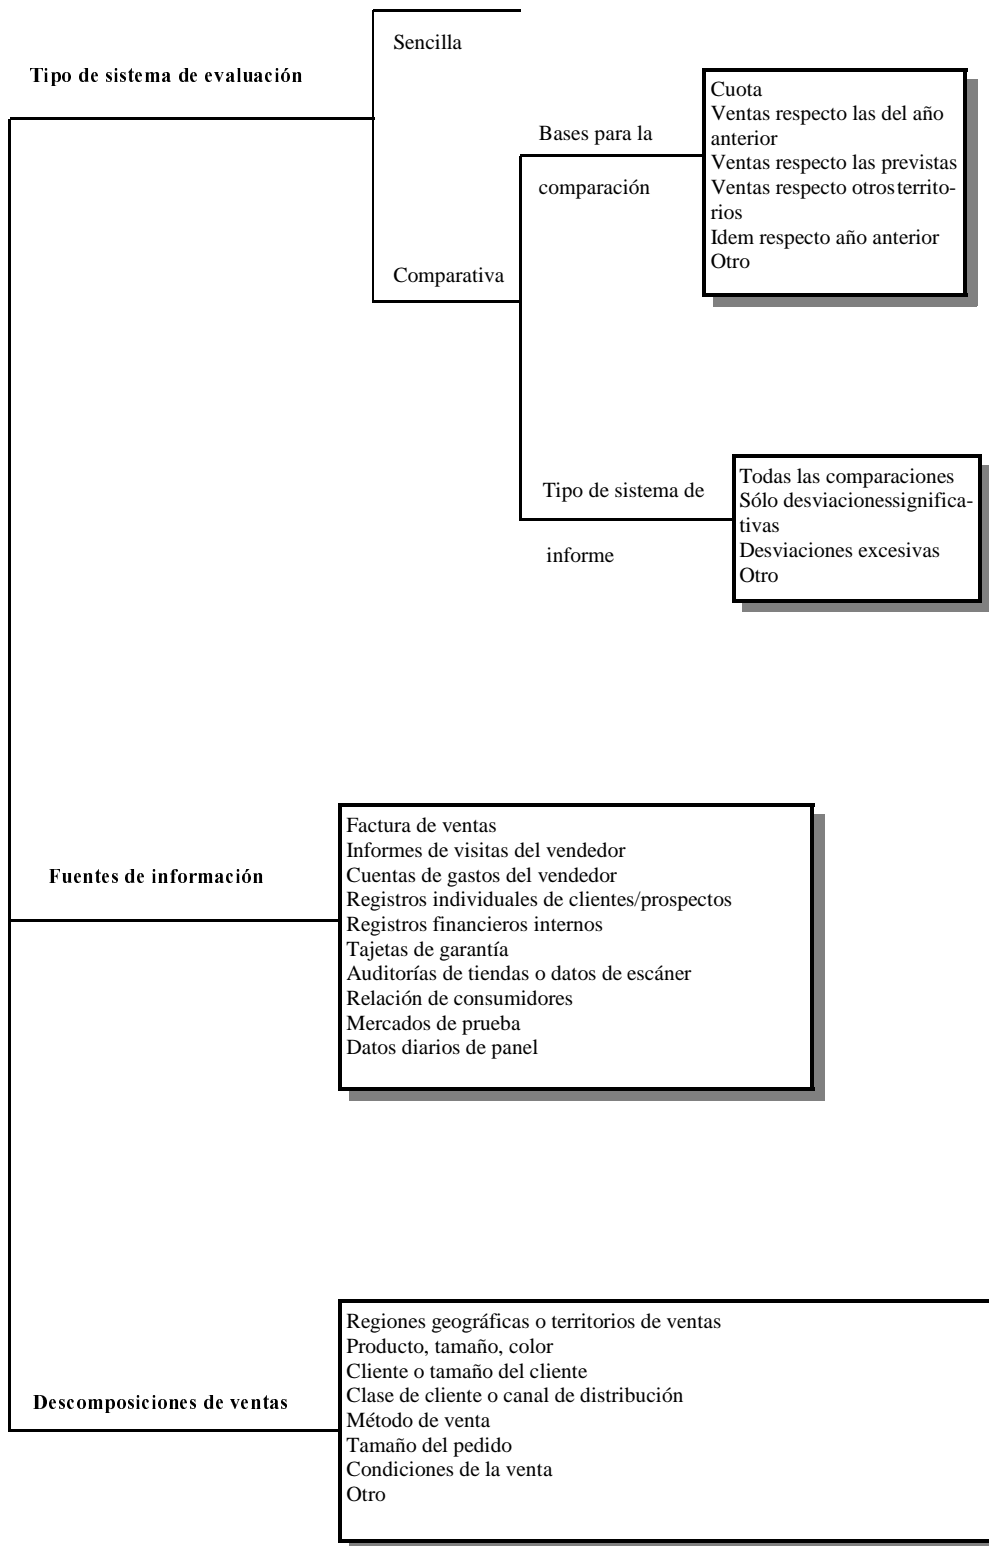 Sencilla
Tipo de sistema de evaluación
Bases para la
comparación
Cuota
Ventas respecto las del año
anterior
Ventas respecto las previstas
Ventas respecto otros territo-
rios
Idem respecto año anterior
Otro
Comparativa
Tipo de sistema de
informe
Todas las comparaciones
Sólo desviacionessignifica-
tivas
Desviaciones excesivas
Otro
Fuentes de información
Factura de ventas
Informes de visitas del vendedor
Cuentas de gastos del vendedor
Registros individuales de clientes/prospectos
Registros financieros internos
Tajetas de garantía
Auditorías de tiendas o datos de escáner
Relación de consumidores
Mercados de prueba
Datos diarios de panel
Descomposiciones de ventas
Regiones geográficas o territorios de ventas
Producto, tamaño, color
Cliente o tamaño del cliente
Clase de cliente o canal de distribución
Método de venta
Tamaño del pedido
Condiciones de la venta
Otro